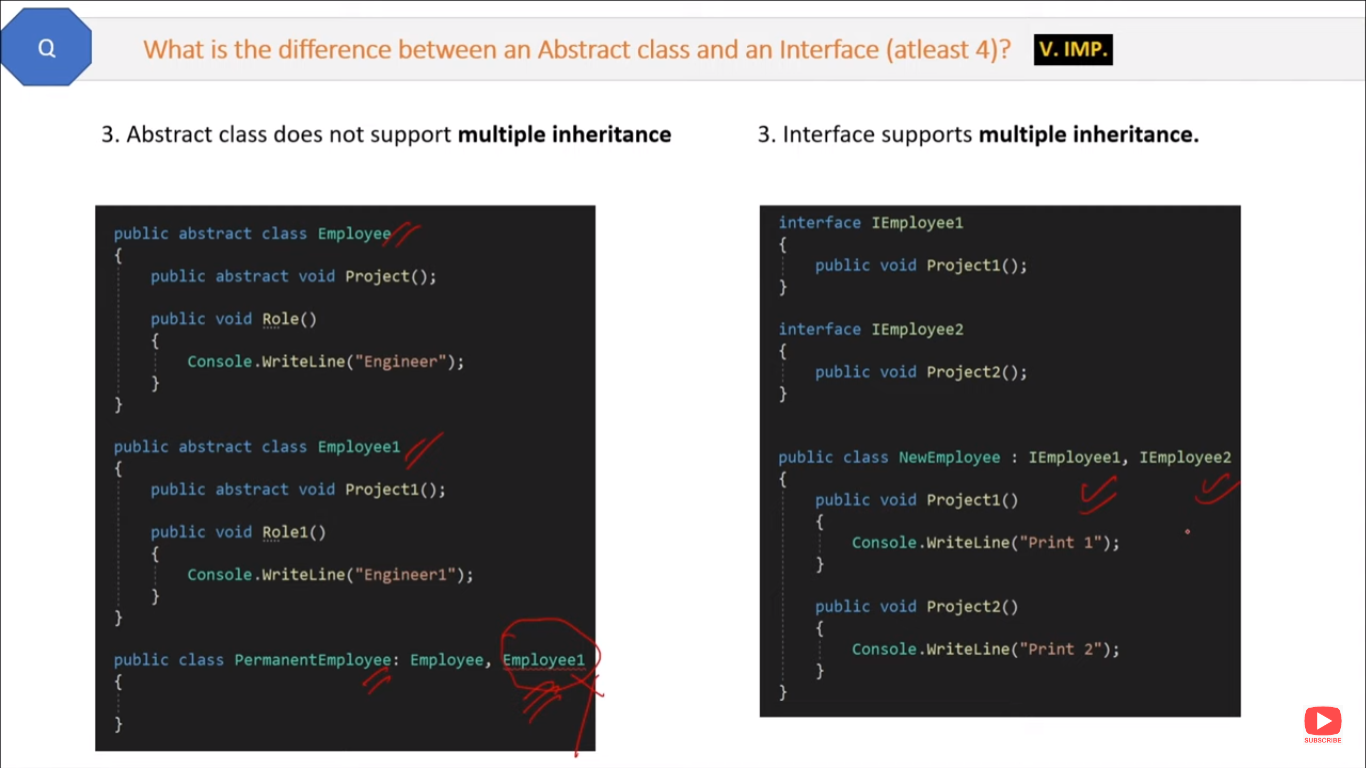 Q
What is the difference between an Abstract class and an Interface (atleast 4)? V. IMP.
3. Abstract class does not support multiple inheritance
public abstract class Employee
{
public abstract void Project();
public void Role()
{
Console.WriteLine("Engineer");
}
}
public abstract class Employee1
{
public abstract void Project1();
public void Role1()
{
Console.WriteLine("Engineer1");
}
}
public class PermanentEmployee: Employee, Employee1
{
}
3. Interface supports multiple inheritance.
interface IEmployee1
{
public void Project1();
}
interface IEmployee2
{
public void Project2();
}
public class NewEmployee : IEmployee1, IEmployee2
{
public void Project1()
{
Console.WriteLine("Print 1");
}
public void Project2()
{
Console.WriteLine("Print 2");
}
}
SUBSCRIBE